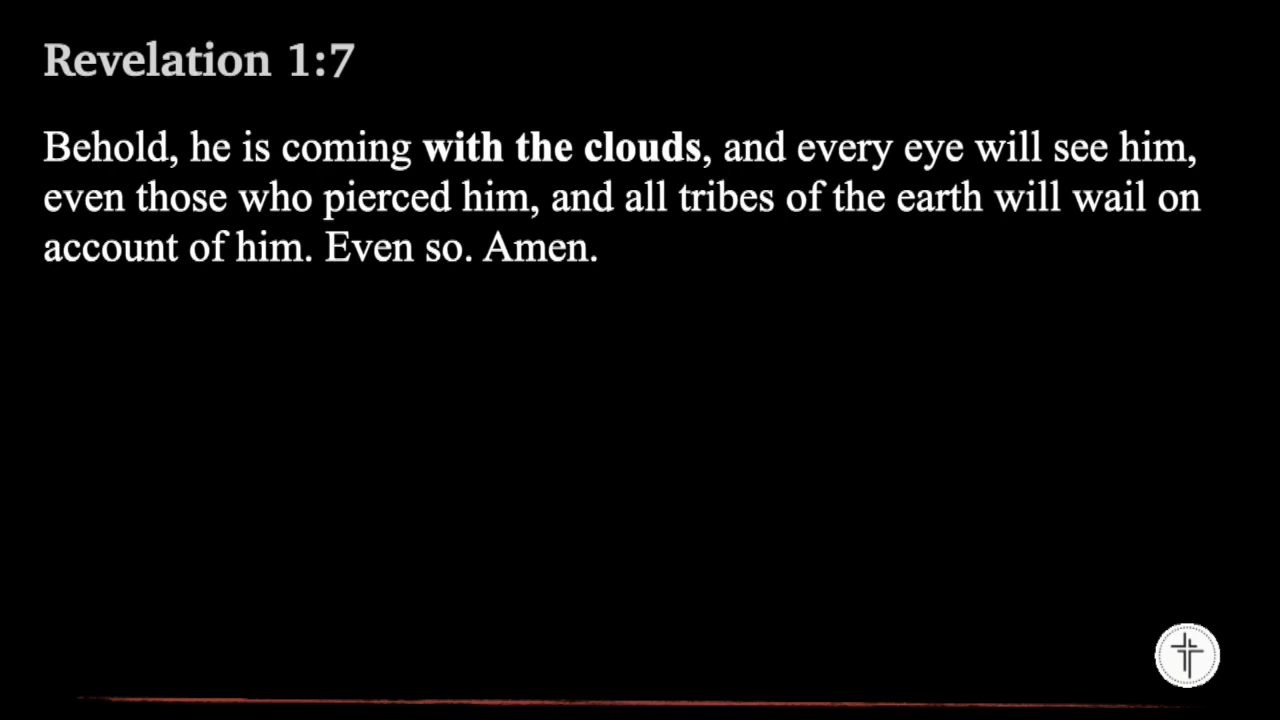 Revelation 1:7
Behold, he is coming with the clouds, and every eye will see him,
even those who pierced him, and all tribes of the earth will wail on
account of him. Even so. Amen.